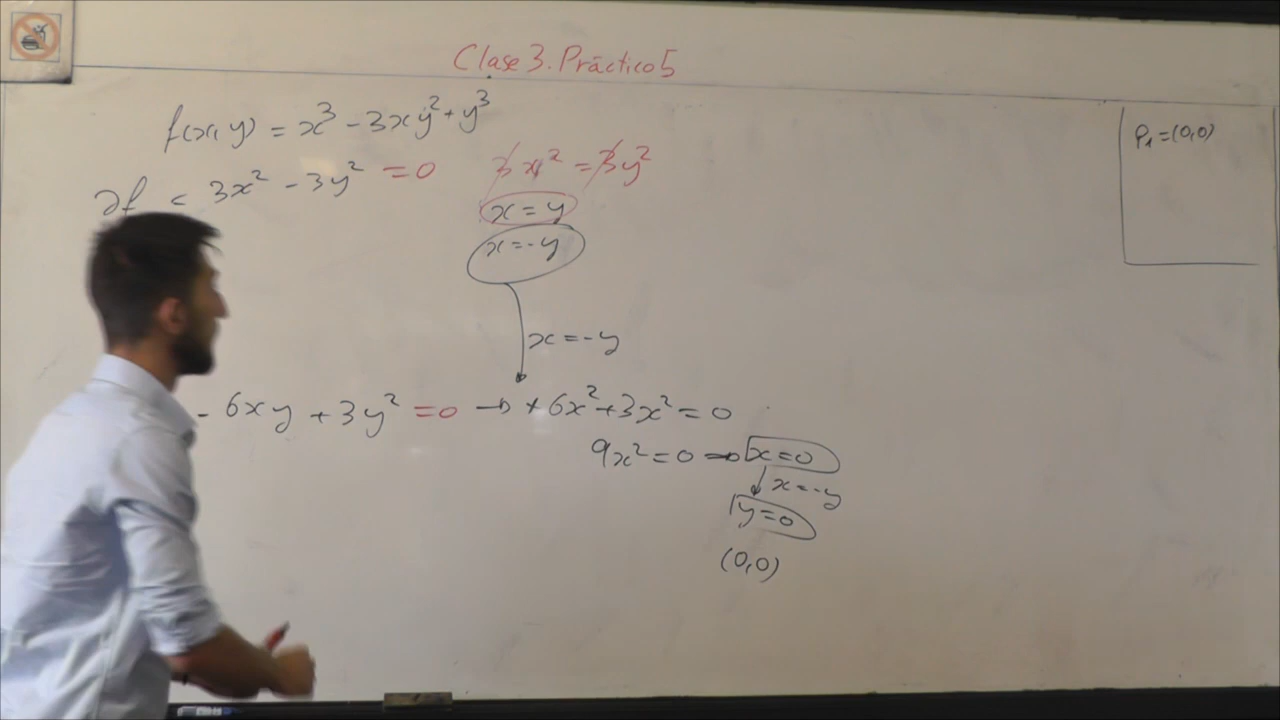 Clase 3. Práctico 5
f(x,y) = x³ - 3xy² + y³
P₁=(0,0)
∂f = 3x² - 3y² = 0
3x² = 3y²
x = y
x = -y
x = -y
- 6xy + 3y² = 0 → + 6x² + 3x² = 0
9x² = 0 → x = 0
x = -y
y = 0
(0,0)